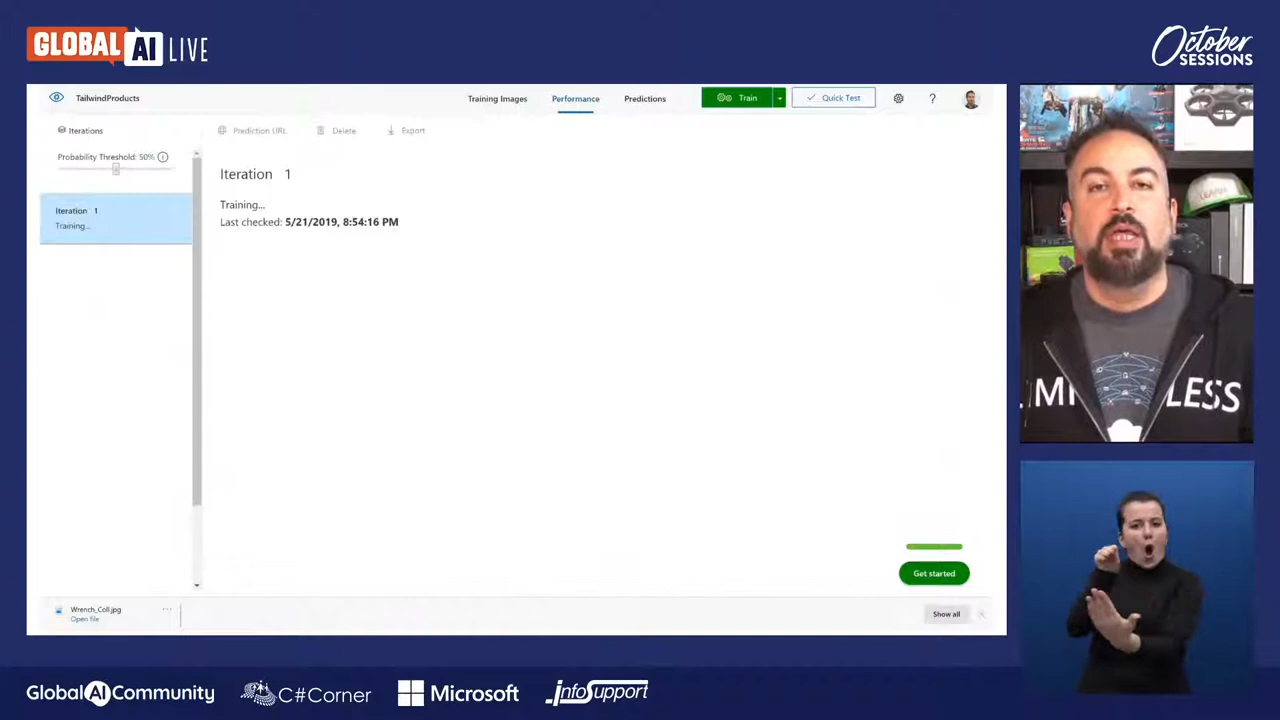 GLOBAL AI LIVE
October
SESSIONS
TailwindProducts
Training Images
Performance
Predictions
Train
Quick Test
?
Iterations
Prediction URL
Delete
Export
Probability Threshold: 50%
Iteration 1
Training...
Iteration 1
Training...
Last checked: 5/21/2019, 8:54:16 PM
LEARN
LESS
Get started
Wrench_Coll.jpg
...
Open file
Show all
Global AI Community
C#Corner
Microsoft
InfoSupport